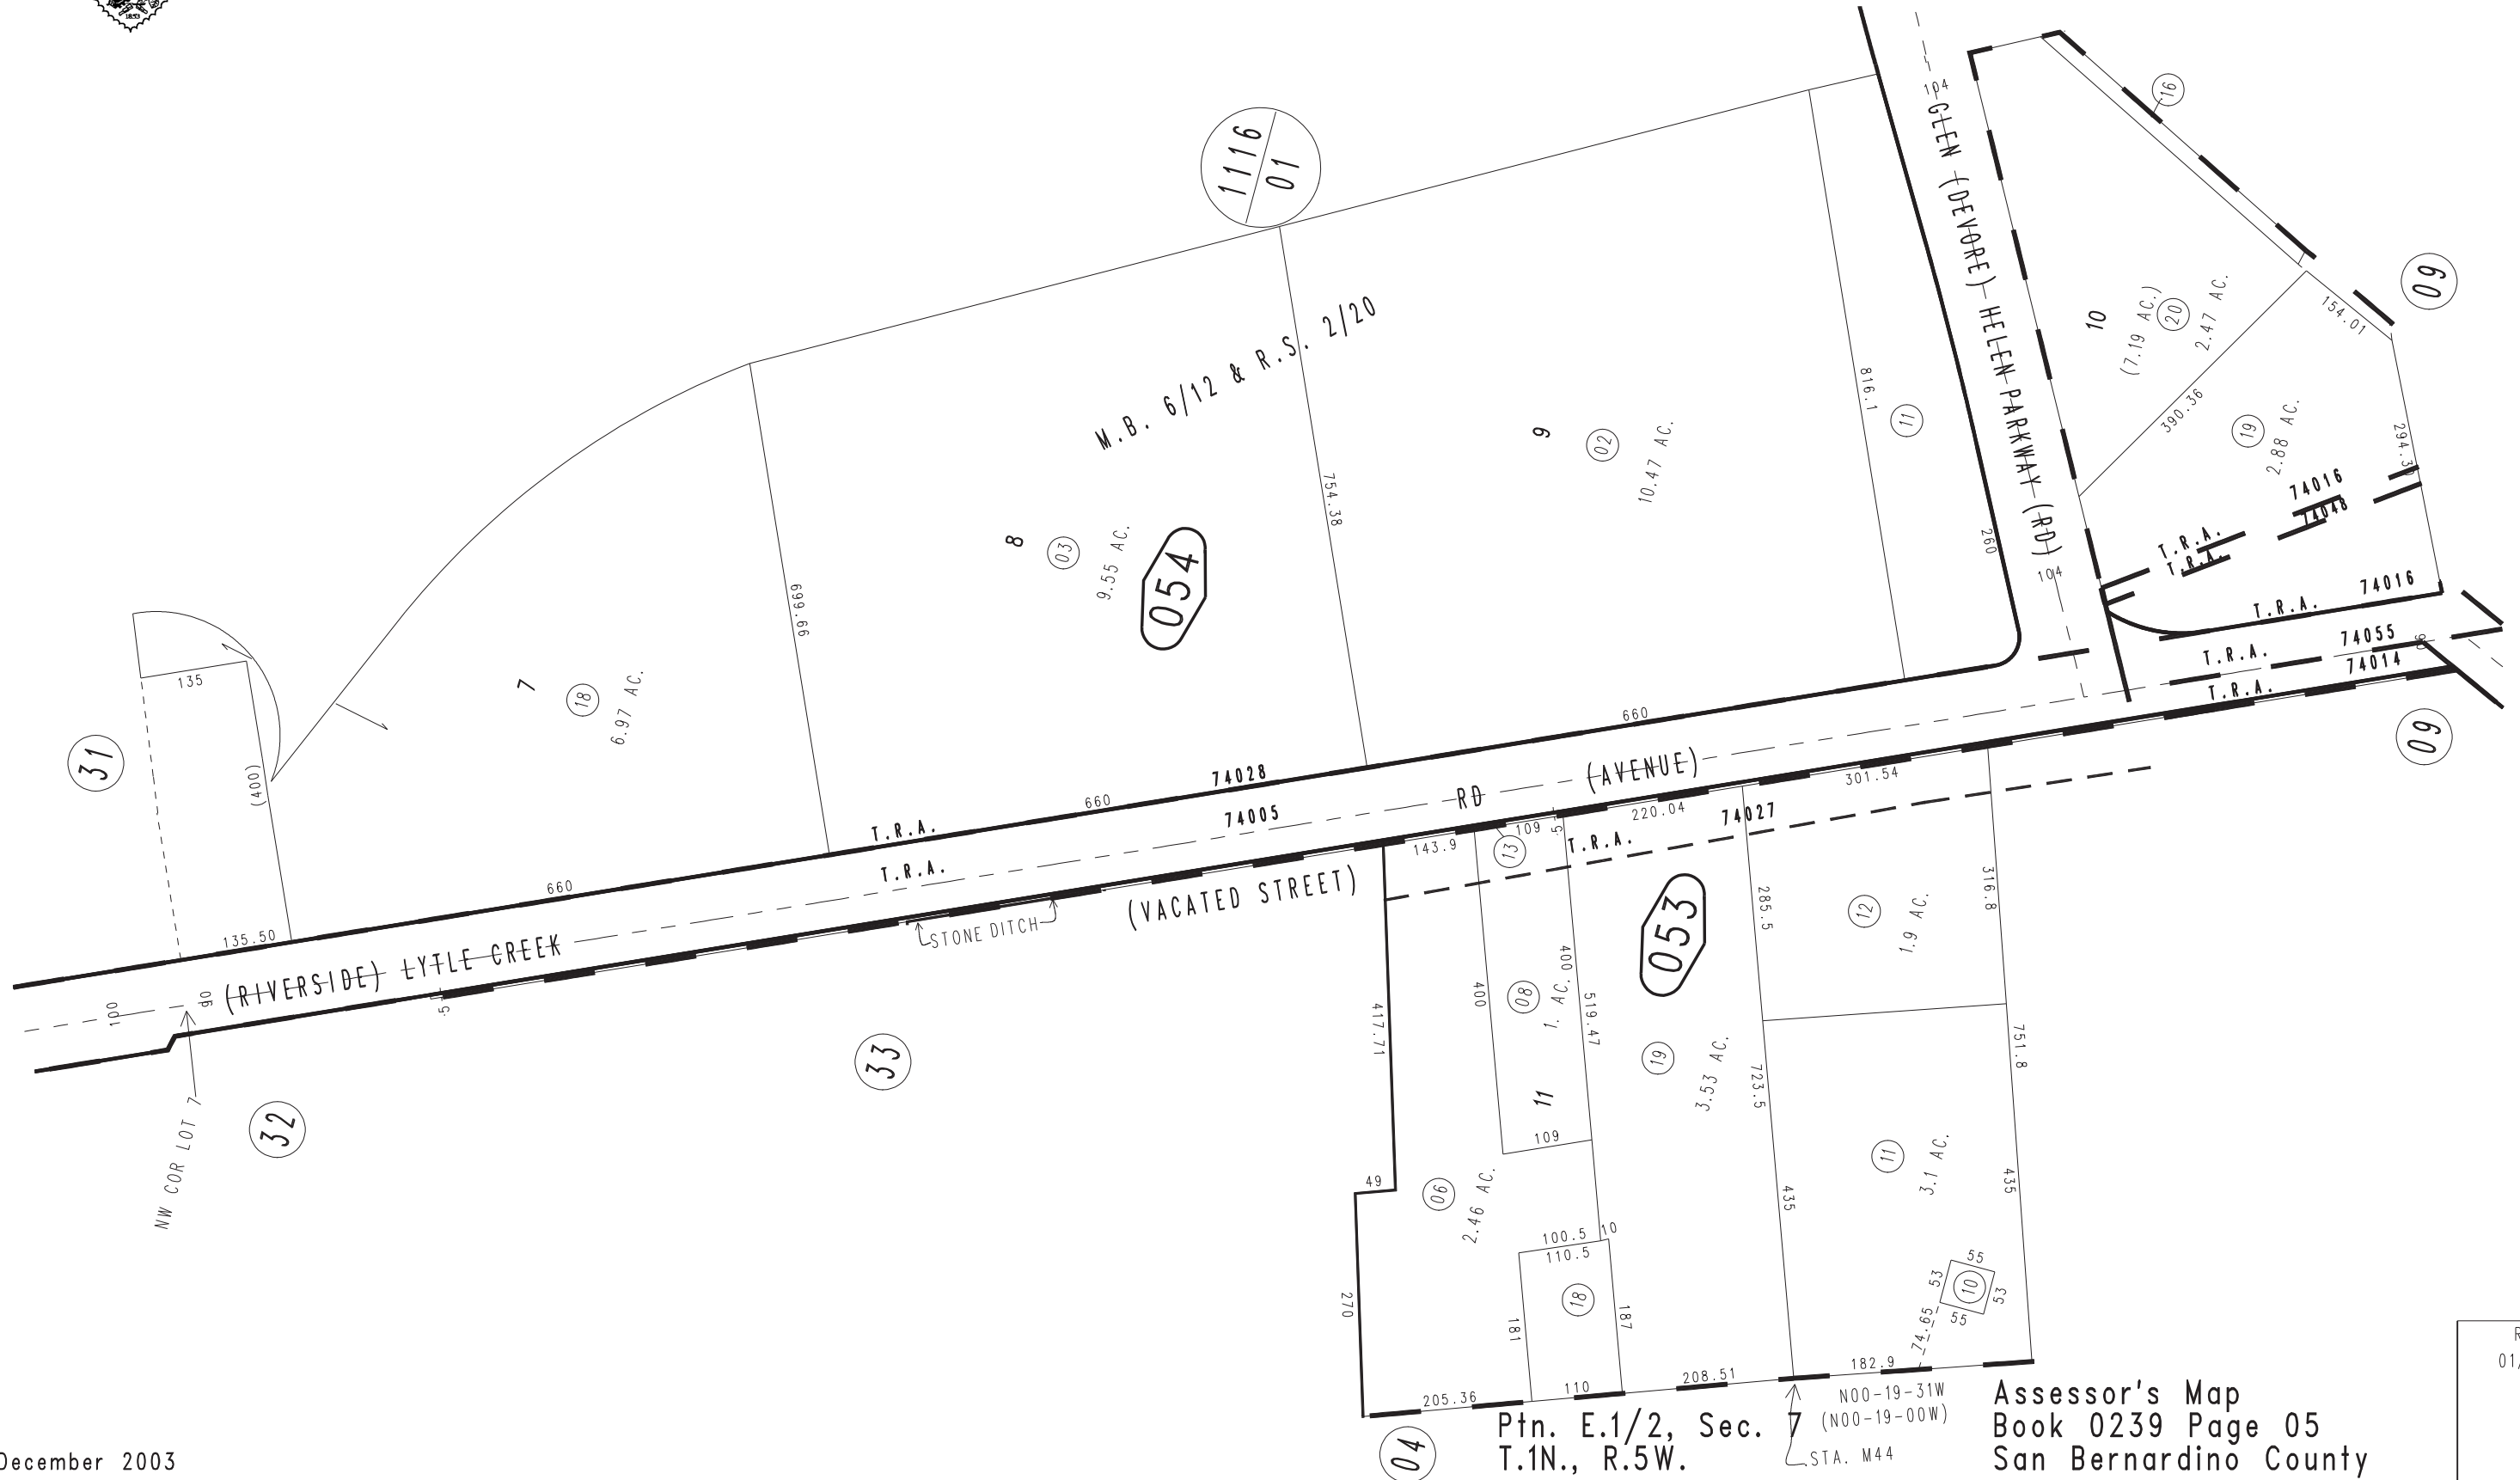 1853
1116
01
16
09
104
GLEN (DEVORE) HELEN PARKWAY (RD)
104
10
(7.19 AC.)
20
2.47 AC.
154.01
390.36
19
2.88 AC.
74016
74048
T.R.A.
T.R.A.
74016
T.R.A.
74055
T.R.A.
90
74014
T.R.A.
09
M.B. 6/12 & R.S. 2/20
816.1
11
260
9
02
10.47 AC.
754.38
8
03
9.55 AC.
054
699.66
7
18
6.97 AC.
135
31
(400)
660
660
74028
T.R.A.
74005
T.R.A.
660
135.50
(RIVERSIDE) LYTLE CREEK RD (AVENUE)
100
90
.5
STONE DITCH
(VACATED STREET)
NW COR LOT 7
32
33
143.9
13
109
.5
220.04
301.54
T.R.A.
74027
053
285.5
12
1.9 AC.
316.8
417.71
400
08
400
1. AC.
519.47
11
109
19
3.53 AC.
723.5
751.8
49
06
2.46 AC.
435
11
3.1 AC.
435
100.5
10
110.5
270
181
18
187
55
53
10
53
55
74.65
205.36
110
208.51
182.9
N00-19-31W
(N00-19-00W)
STA. M44
04
Ptn. E.1/2, Sec. 7
T.1N., R.5W.
Assessor's Map
Book 0239 Page 05
San Bernardino County
December 2003
R
01/